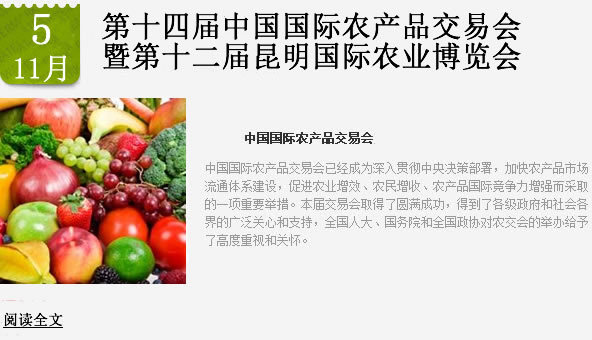 5
11月
第十四届中国国际农产品交易会
暨第十二届昆明国际农业博览会
中国国际农产品交易会
中国国际农产品交易会已经成为深入贯彻中央决策部署，加快农产品市场
流通体系建设，促进农业增效、农民增收、农产品国际竞争力增强而采取
的一项重要举措。本届交易会取得了圆满成功，得到了各级政府和社会各
界的广泛关心和支持，全国人大、国务院和全国政协对农交会的举办给予
了高度重视和关怀。
阅读全文